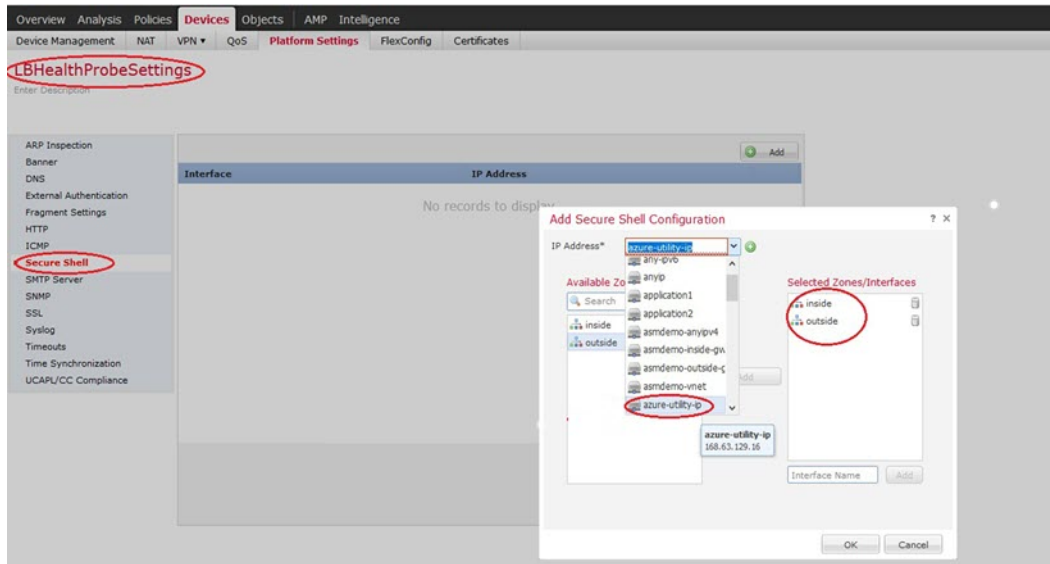 Overview Analysis Policies Devices Objects AMP Intelligence
Device Management NAT VPN QoS Platform Settings FlexConfig Certificates
LBHealthProbeSettings
Enter Description
Add
Interface IP Address
No records to display
ARP Inspection
Banner
DNS
External Authentication
Fragment Settings
HTTP
ICMP
Secure Shell
SMTP Server
SNMP
SSL
Syslog
Timeouts
Time Synchronization
UCAPL/CC Compliance
Add Secure Shell Configuration ? ×
IP Address* azure-utility-ip
Available Zo
Search
inside
outside
any-ipv6
anyip
application1
application2
asmdemo-anyipv4
asmdemo-inside-gw
asmdemo-outside-g
asmdemo-vnet
azure-utility-ip
azure-utility-ip
168.63.129.16
Add
Selected Zones/Interfaces
inside
outside
Interface Name Add
OK Cancel